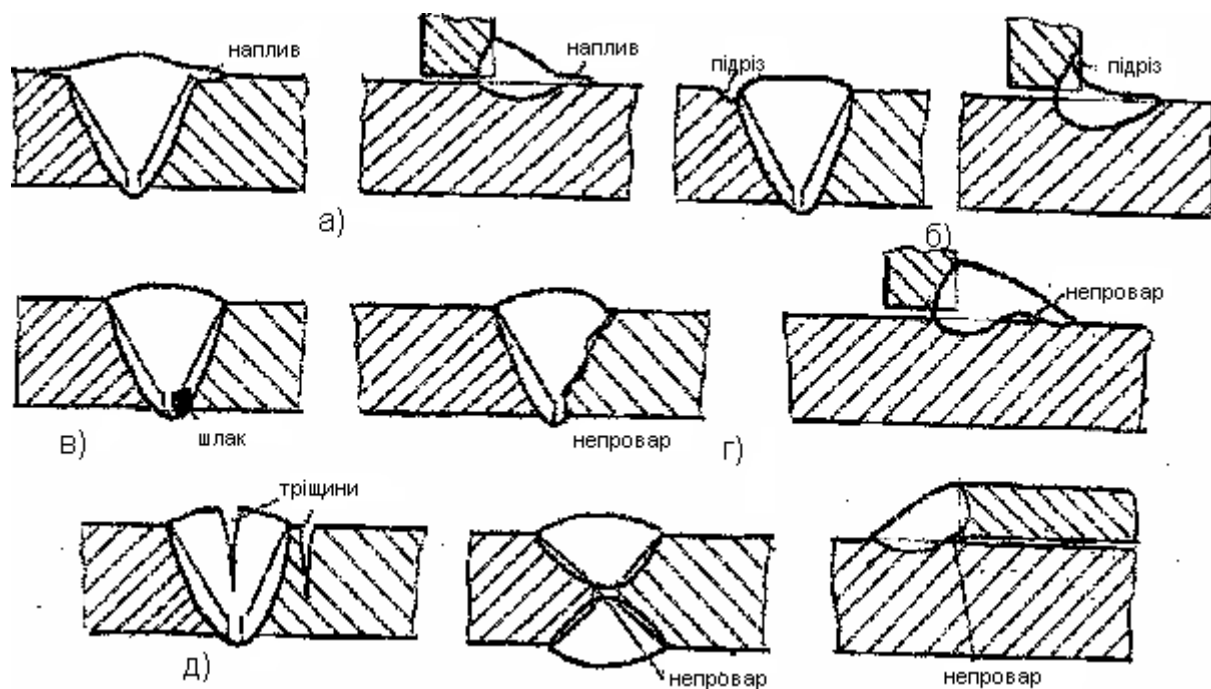 наплив
наплив
підріз
підріз
а)
б)
непровар
в)
шлак
непровар
г)
тріщини
д)
непровар
непровар